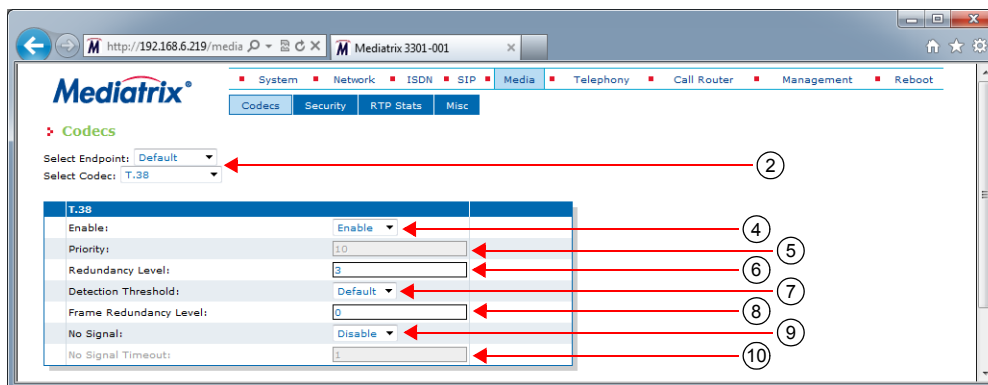 http://192.168.6.219/media
Mediatrix 3301-001
Mediatrix
System Network ISDN SIP Media Telephony Call Router Management Reboot
Codecs Security RTP Stats Misc
Codecs
Select Endpoint: Default
2
Select Codec: T.38
T.38
Enable: Enable 4
Priority: 10 5
Redundancy Level: 3 6
Detection Threshold: Default 7
Frame Redundancy Level: 0 8
No Signal: Disable 9
No Signal Timeout: 1 10